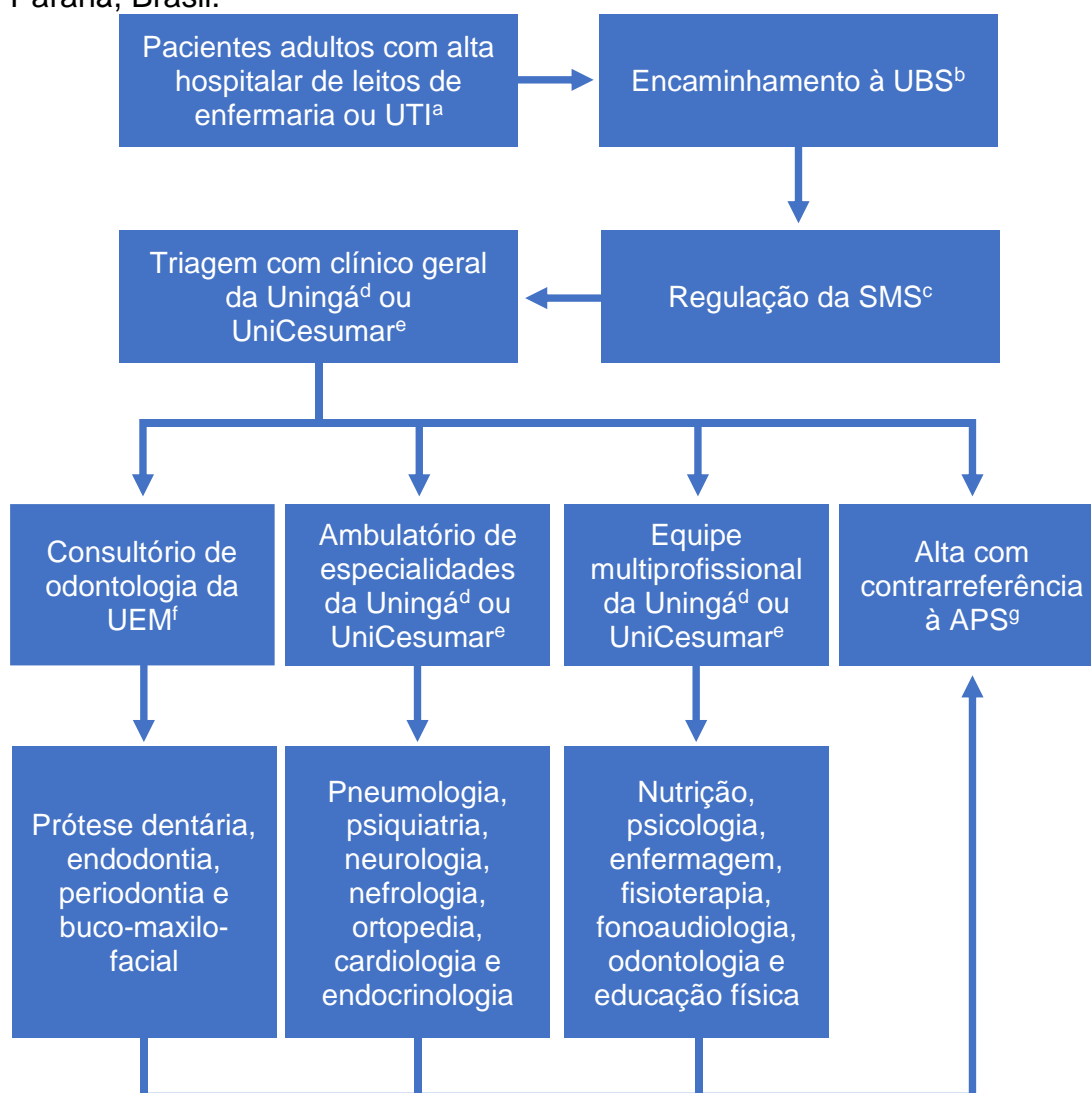 Paraná, Brasil.
Pacientes adultos com alta
hospitalar de leitos de
enfermaria ou UTIᵃ
Encaminhamento à UBSᵇ
Triagem com clínico geral
da Uningáᵈ ou
UniCesumarᵉ
Regulação da SMSᶜ
Consultório de
odontologia da
UEMᶠ
Ambulatório de
especialidades
da Uningáᵈ ou
UniCesumarᵉ
Equipe
multiprofissional
da Uningáᵈ ou
UniCesumarᵉ
Alta com
contrarreferência
à APSᵍ
Prótese dentária,
endodontia,
periodontia e
buco-maxilo-
facial
Pneumologia,
psiquiatria,
neurologia,
nefrologia,
ortopedia,
cardiologia e
endocrinologia
Nutrição,
psicologia,
enfermagem,
fisioterapia,
fonoaudiologia,
odontologia e
educação física